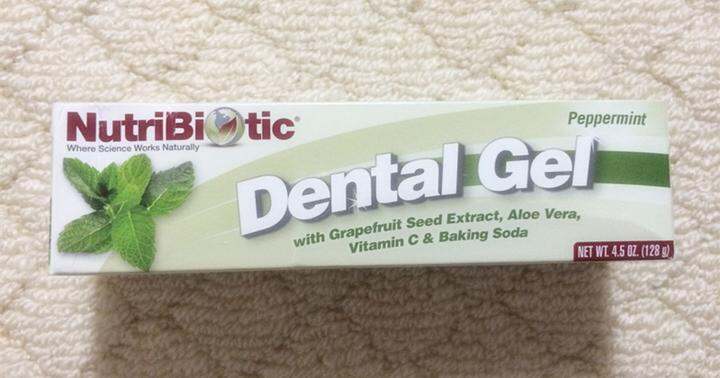 NutriBiotic®
Where Science Works Naturally
Peppermint
Dental Gel
with Grapefruit Seed Extract, Aloe Vera,
Vitamin C & Baking Soda
NET WT. 4.5 OZ. (128 g)